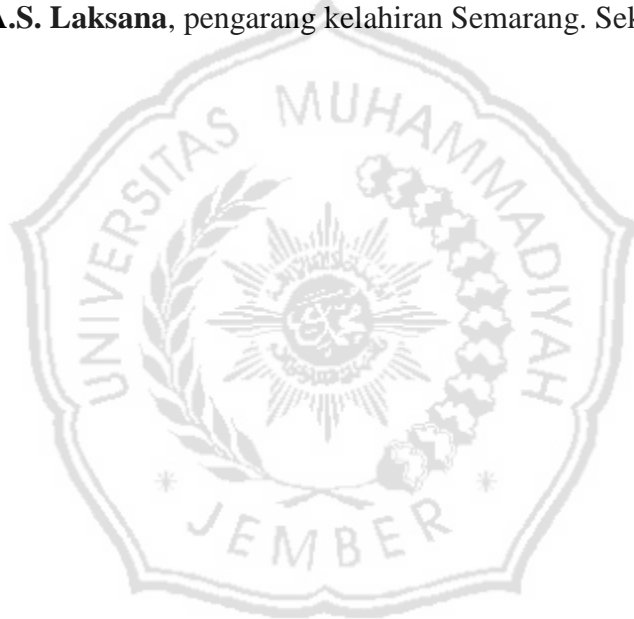 A.S. Laksana, pengarang kelahiran Semarang. Sek
UNIVERSITAS MUHAMMADIYAH
JEMBER